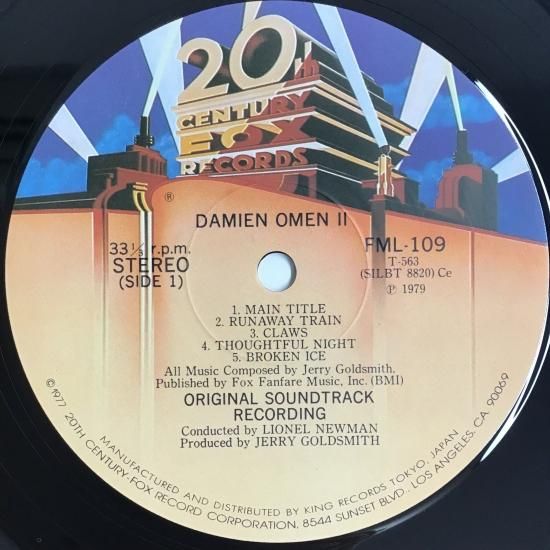 20th
CENTURY
FOX
RECORDS
®
DAMIEN OMEN II
33⅓ r.p.m.
STEREO
(SIDE 1)
FML-109
T-563
(SILBT 8820) Ce
Ⓟ 1979
1. MAIN TITLE
2. RUNAWAY TRAIN
3. CLAWS
4. THOUGHTFUL NIGHT
5. BROKEN ICE
All Music Composed by Jerry Goldsmith,
Published by Fox Fanfare Music, Inc. (BMI)
ORIGINAL SOUNDTRACK
RECORDING
Conducted by LIONEL NEWMAN
Produced by JERRY GOLDSMITH
MANUFACTURED AND DISTRIBUTED BY KING RECORDS TOKYO, JAPAN
©1977 20TH CENTURY-FOX RECORD CORPORATION, 8544 SUNSET BLVD., LOS ANGELES, CA 90069